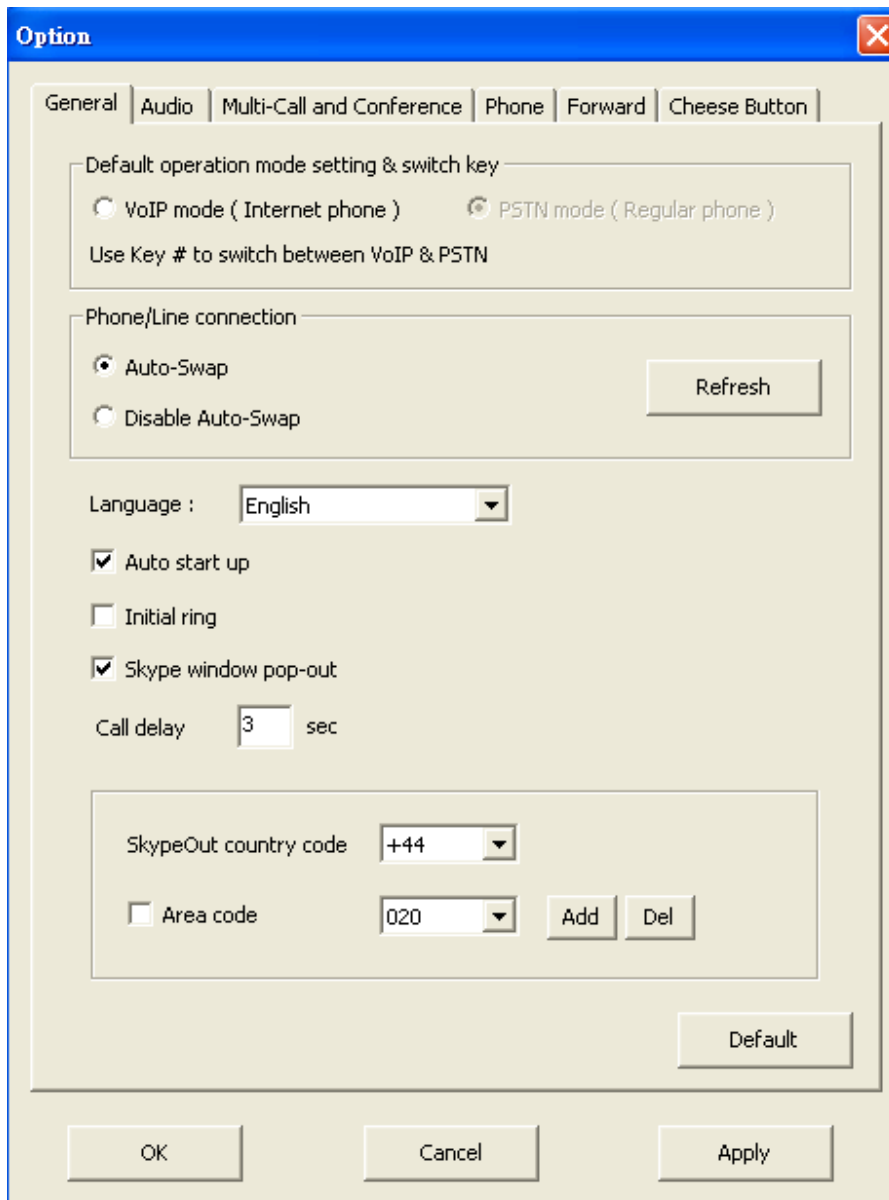 Option
General Audio Multi-Call and Conference Phone Forward Cheese Button
Default operation mode setting & switch key
VoIP mode ( Internet phone ) PSTN mode ( Regular phone )
Use Key # to switch between VoIP & PSTN
Phone/Line connection
Auto-Swap
Refresh
Disable Auto-Swap
Language : English
Auto start up
Initial ring
Skype window pop-out
Call delay 3 sec
SkypeOut country code +44
Area code 020 Add Del
Default
OK Cancel Apply